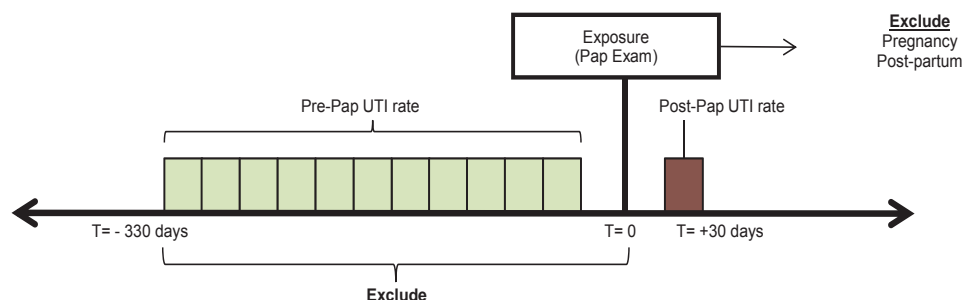 Exposure
(Pap Exam)
Exclude
Pregnancy
Post-partum
Pre-Pap UTI rate
Post-Pap UTI rate
T= - 330 days
T= 0
T= +30 days
Exclude